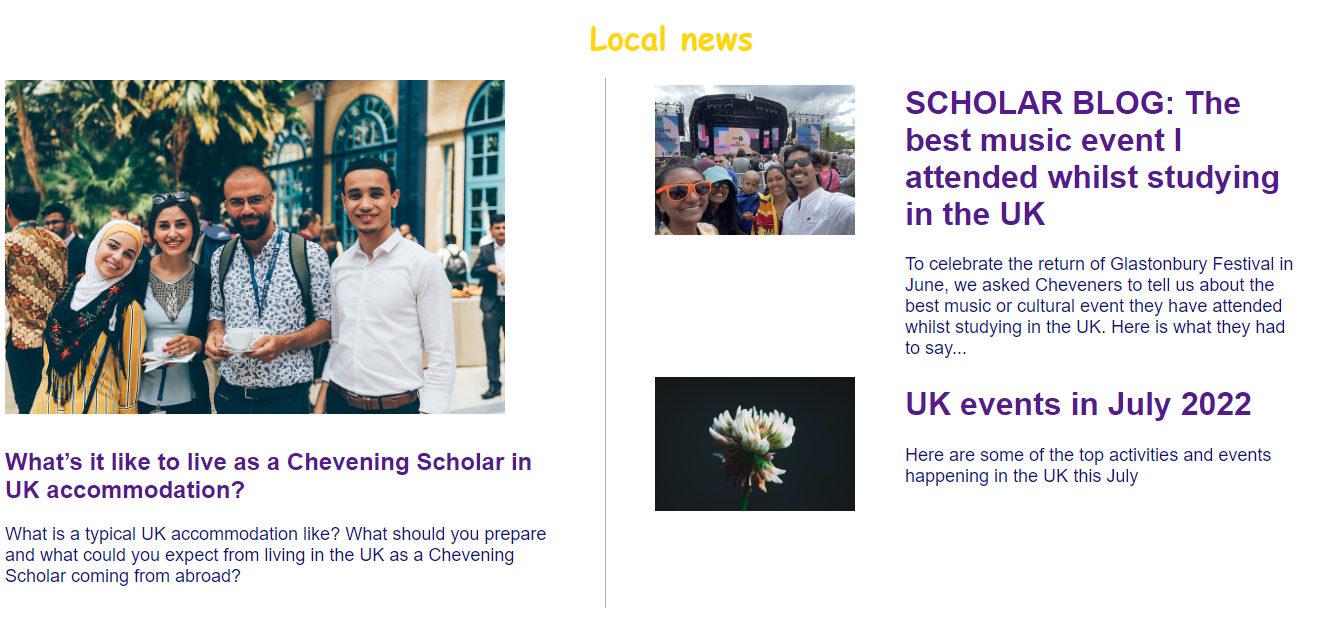 Local news
What’s it like to live as a Chevening Scholar in
UK accommodation?
What is a typical UK accommodation like? What should you prepare
and what could you expect from living in the UK as a Chevening
Scholar coming from abroad?
SCHOLAR BLOG: The
best music event I
attended whilst studying
in the UK
To celebrate the return of Glastonbury Festival in
June, we asked Cheveners to tell us about the
best music or cultural event they have attended
whilst studying in the UK. Here is what they had
to say...
UK events in July 2022
Here are some of the top activities and events
happening in the UK this July